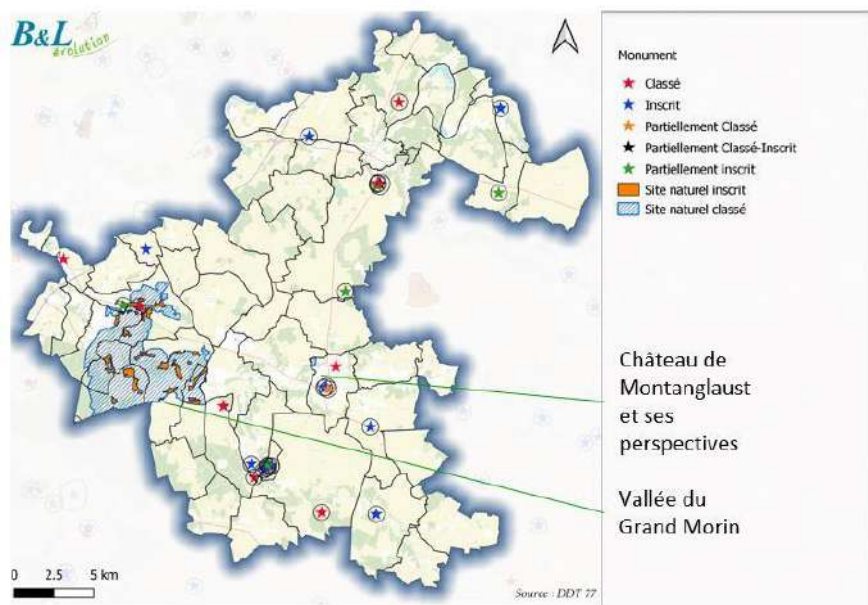 B&L
évolution
Monument
Classé
Inscrit
Partiellement Classé
Partiellement Classé-Inscrit
Partiellement inscrit
Site naturel inscrit
Site naturel classé
Château de
Montanglaust
et ses
perspectives
Vallée du
Grand Morin
0 2.5 5 km
Source : DDT 77